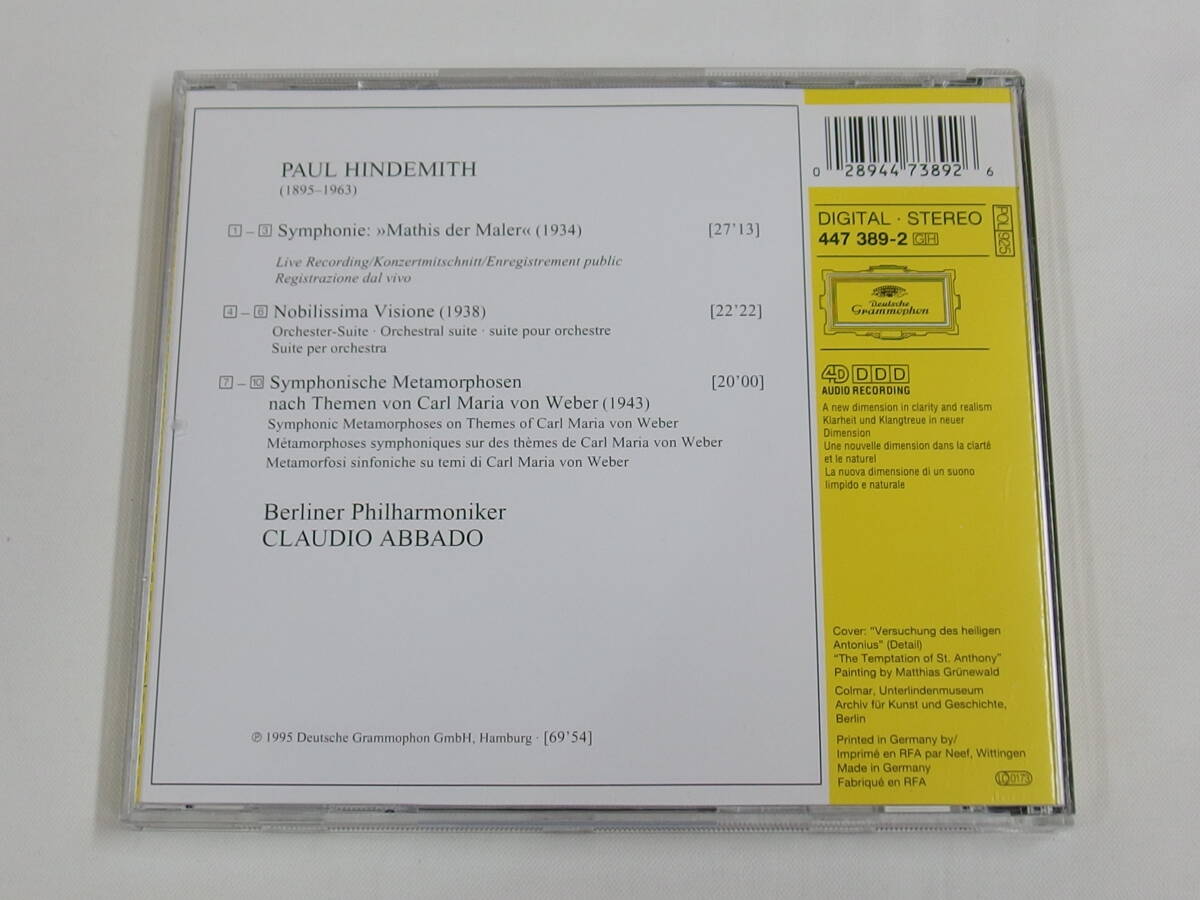 PAUL HINDEMITH
(1895–1963)
1 – 3 Symphonie: »Mathis der Maler« (1934) [27'13]
Live Recording/Konzertmitschnitt/Enregistrement public
Registrazione dal vivo
4 – 6 Nobilissima Visione (1938) [22'22]
Orchester-Suite · Orchestral suite · suite pour orchestre
Suite per orchestra
7 – 10 Symphonische Metamorphosen [20'00]
nach Themen von Carl Maria von Weber (1943)
Symphonic Metamorphoses on Themes of Carl Maria von Weber
Métamorphoses symphoniques sur des thèmes de Carl Maria von Weber
Metamorfosi sinfoniche su temi di Carl Maria von Weber
Berliner Philharmoniker
CLAUDIO ABBADO
℗ 1995 Deutsche Grammophon GmbH, Hamburg · [69'54]
0 28944 73892 6
DIGITAL · STEREO
447 389-2 GH
POL 925
Deutsche
Grammophon
4D DDD
AUDIO RECORDING
A new dimension in clarity and realism
Klarheit und Klangtreue in neuer
Dimension
Une nouvelle dimension dans la clarté
et le naturel
La nuova dimensione di un suono
limpido e naturale
Cover: "Versuchung des heiligen
Antonius" (Detail)
"The Temptation of St. Anthony"
Painting by Matthias Grünewald
Colmar, Unterlindenmuseum
Archiv für Kunst und Geschichte,
Berlin
Printed in Germany by/
Imprimé en RFA par Neef, Wittingen
Made in Germany
Fabriqué en RFA
LC 0173